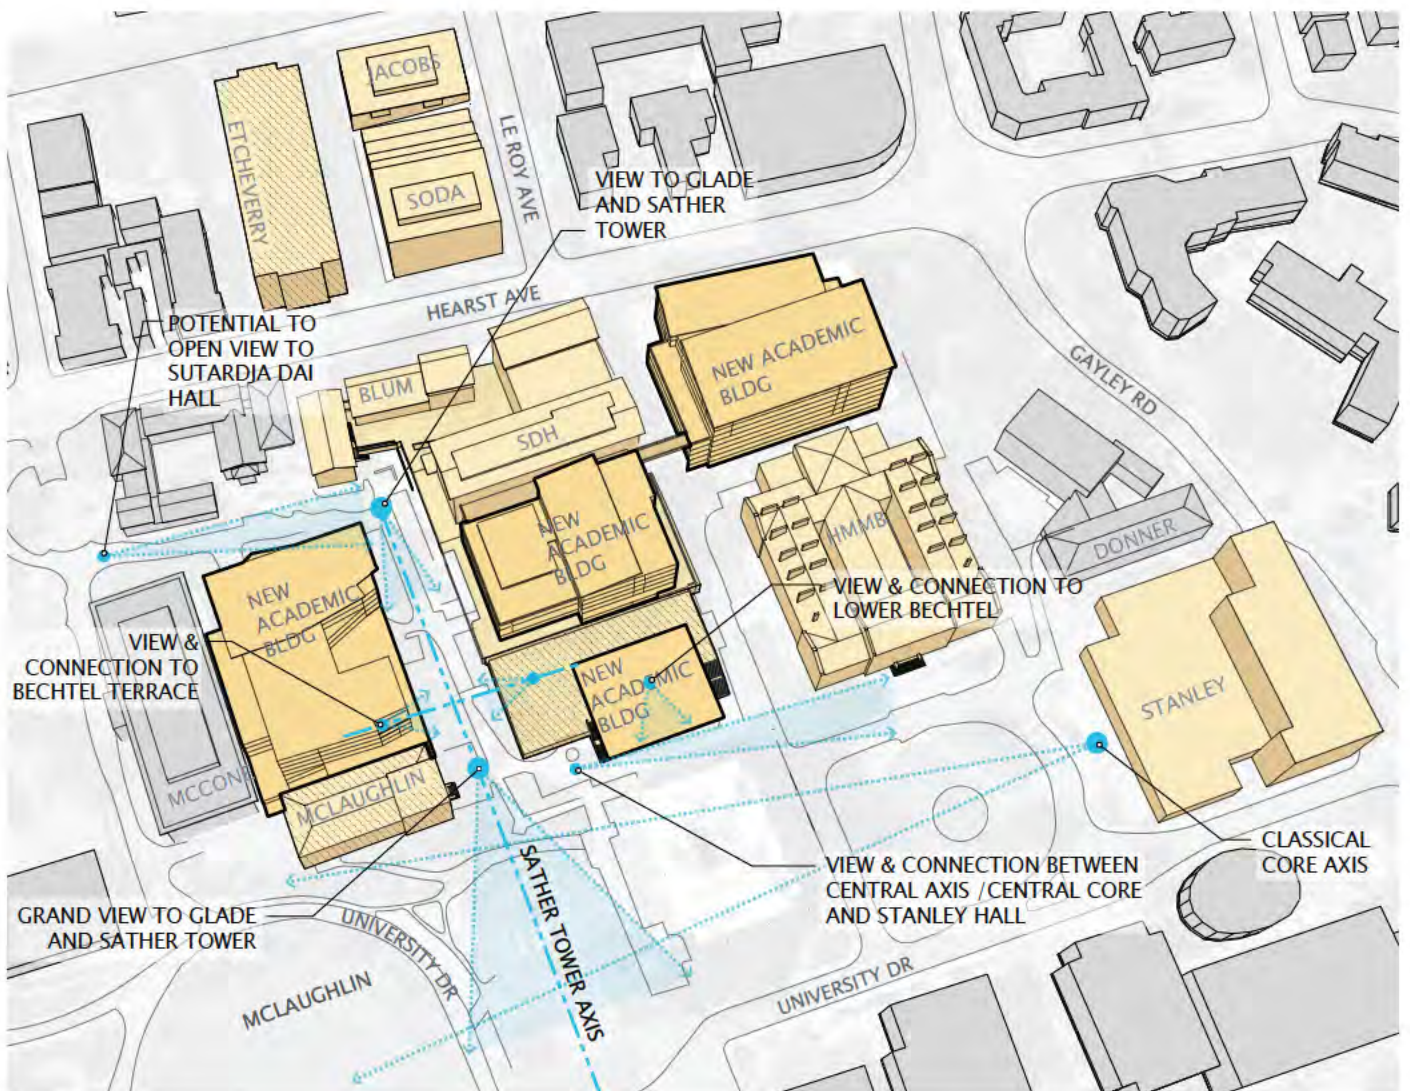 JACOBS
ETCHEVERRY
SODA
LE ROY AVE
VIEW TO GLADE
AND SATHER
TOWER
HEARST AVE
POTENTIAL TO
OPEN VIEW TO
SUTARDJA DAI
HALL
BLUM
SDH
NEW ACADEMIC
BLDG
GAYLEY RD
NEW
ACADEMIC
BLDG
HMMB
DONNER
NEW
ACADEMIC
BLDG
VIEW & CONNECTION TO
LOWER BECHTEL
VIEW &
CONNECTION TO
BECHTEL TERRACE
NEW
ACADEMIC
BLDG
STANLEY
MCCONE
MCLAUGHLIN
CLASSICAL
CORE AXIS
VIEW & CONNECTION BETWEEN
CENTRAL AXIS / CENTRAL CORE
AND STANLEY HALL
GRAND VIEW TO GLADE
AND SATHER TOWER
UNIVERSITY DR
SATHER TOWER AXIS
MCLAUGHLIN
UNIVERSITY DR